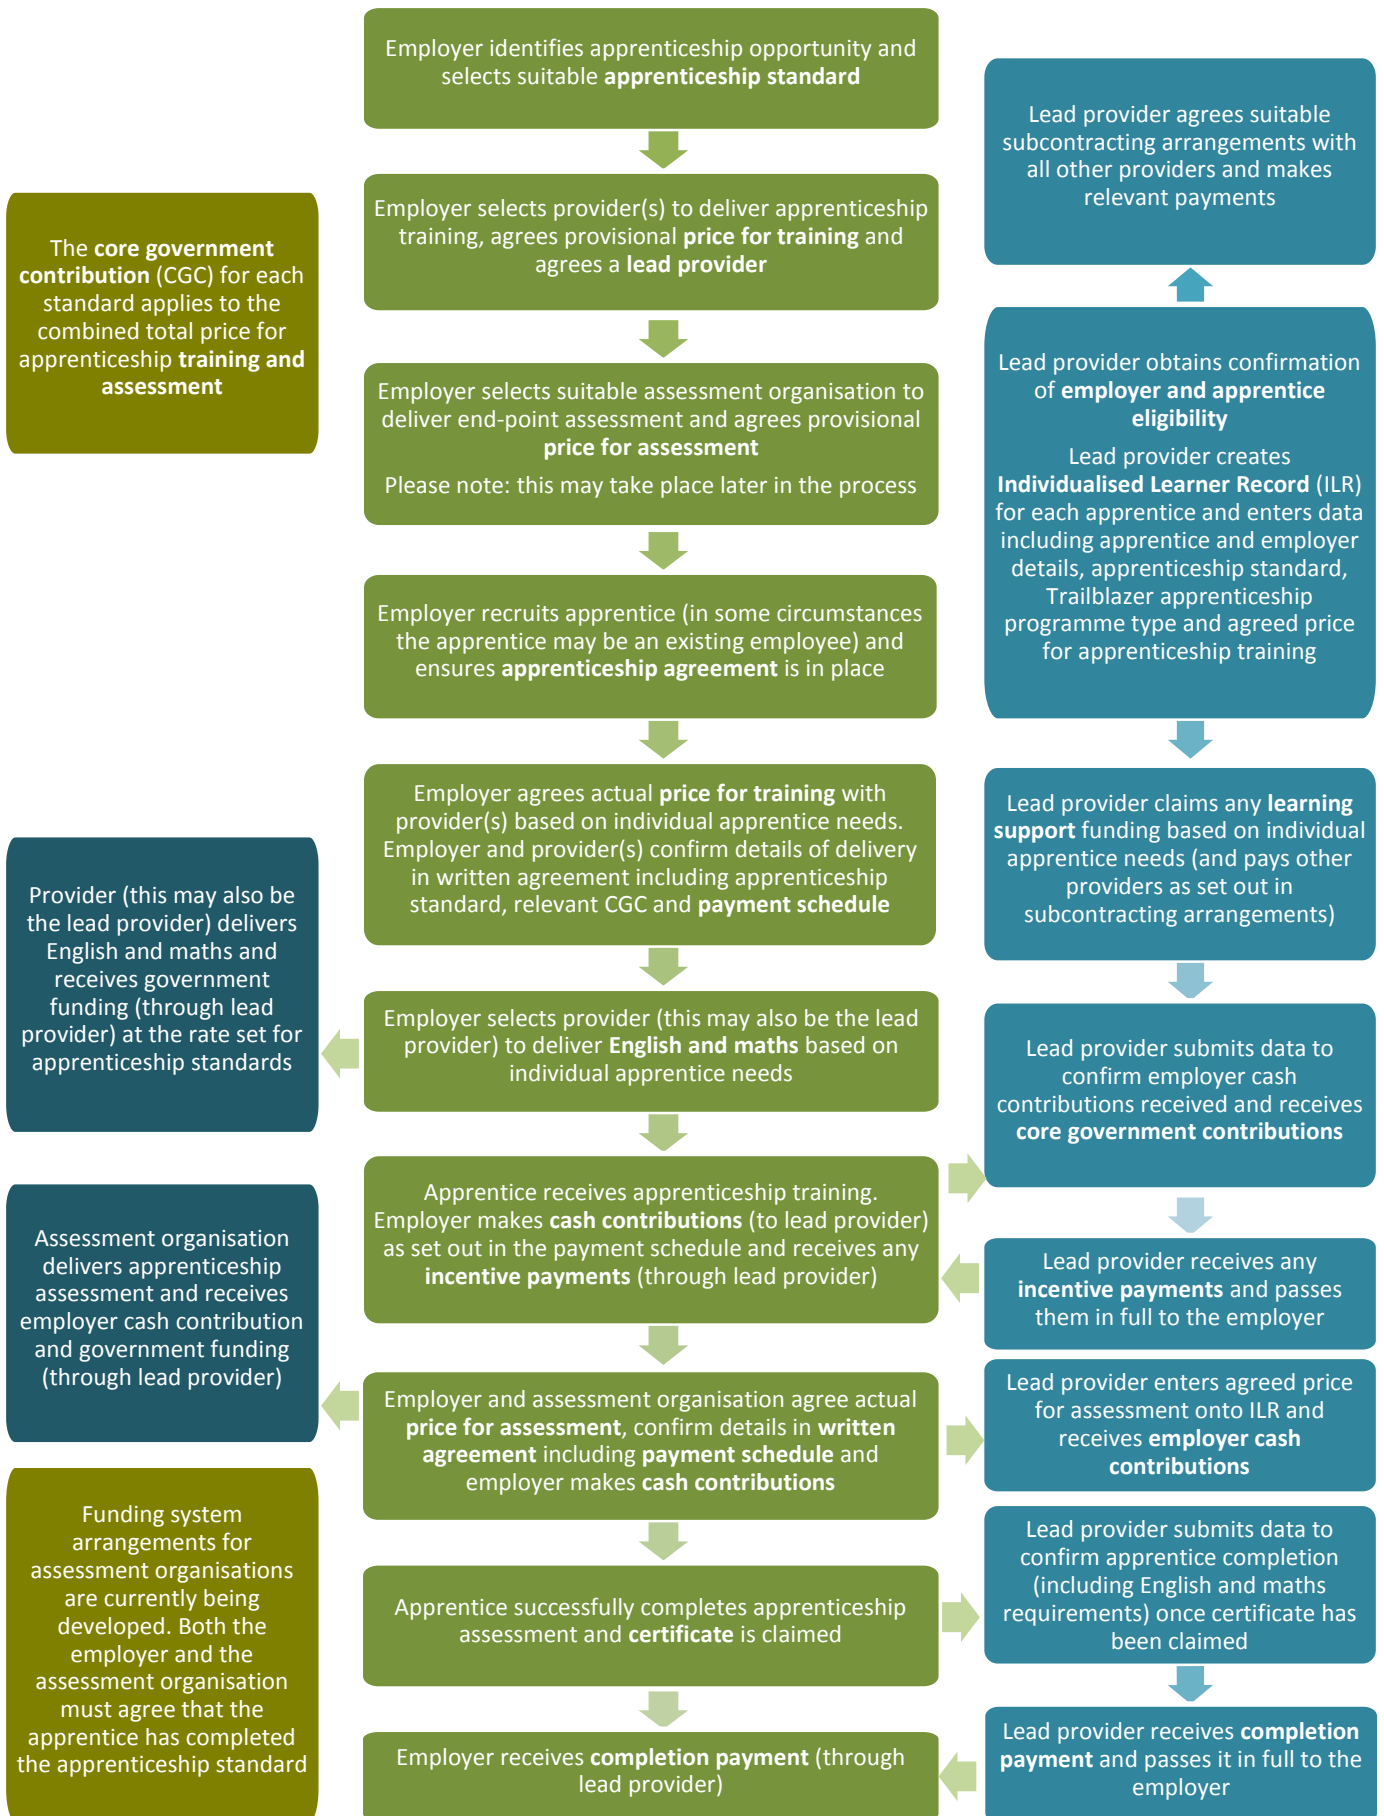 Employer identifies apprenticeship opportunity and
selects suitable apprenticeship standard
Employer selects provider(s) to deliver apprenticeship
training, agrees provisional price for training and
agrees a lead provider
Employer selects suitable assessment organisation to
deliver end-point assessment and agrees provisional
price for assessment
Please note: this may take place later in the process
Employer recruits apprentice (in some circumstances
the apprentice may be an existing employee) and
ensures apprenticeship agreement is in place
Employer agrees actual price for training with
provider(s) based on individual apprentice needs.
Employer and provider(s) confirm details of delivery
in written agreement including apprenticeship
standard, relevant CGC and payment schedule
Employer selects provider (this may also be the lead
provider) to deliver English and maths based on
individual apprentice needs
Apprentice receives apprenticeship training.
Employer makes cash contributions (to lead provider)
as set out in the payment schedule and receives any
incentive payments (through lead provider)
Employer and assessment organisation agree actual
price for assessment, confirm details in written
agreement including payment schedule and
employer makes cash contributions
Apprentice successfully completes apprenticeship
assessment and certificate is claimed
Employer receives completion payment (through
lead provider)
The core government
contribution (CGC) for each
standard applies to the
combined total price for
apprenticeship training and
assessment
Provider (this may also be
the lead provider) delivers
English and maths and
receives government
funding (through lead
provider) at the rate set for
apprenticeship standards
Assessment organisation
delivers apprenticeship
assessment and receives
employer cash contribution
and government funding
(through lead provider)
Funding system
arrangements for
assessment organisations
are currently being
developed. Both the
employer and the
assessment organisation
must agree that the
apprentice has completed
the apprenticeship standard
Lead provider agrees suitable
subcontracting arrangements with
all other providers and makes
relevant payments
Lead provider obtains confirmation
of employer and apprentice
eligibility
Lead provider creates
Individualised Learner Record (ILR)
for each apprentice and enters data
including apprentice and employer
details, apprenticeship standard,
Trailblazer apprenticeship
programme type and agreed price
for apprenticeship training
Lead provider claims any learning
support funding based on individual
apprentice needs (and pays other
providers as set out in
subcontracting arrangements)
Lead provider submits data to
confirm employer cash
contributions received and receives
core government contributions
Lead provider receives any
incentive payments and passes
them in full to the employer
Lead provider enters agreed price
for assessment onto ILR and
receives employer cash
contributions
Lead provider submits data to
confirm apprentice completion
(including English and maths
requirements) once certificate has
been claimed
Lead provider receives completion
payment and passes it in full to the
employer